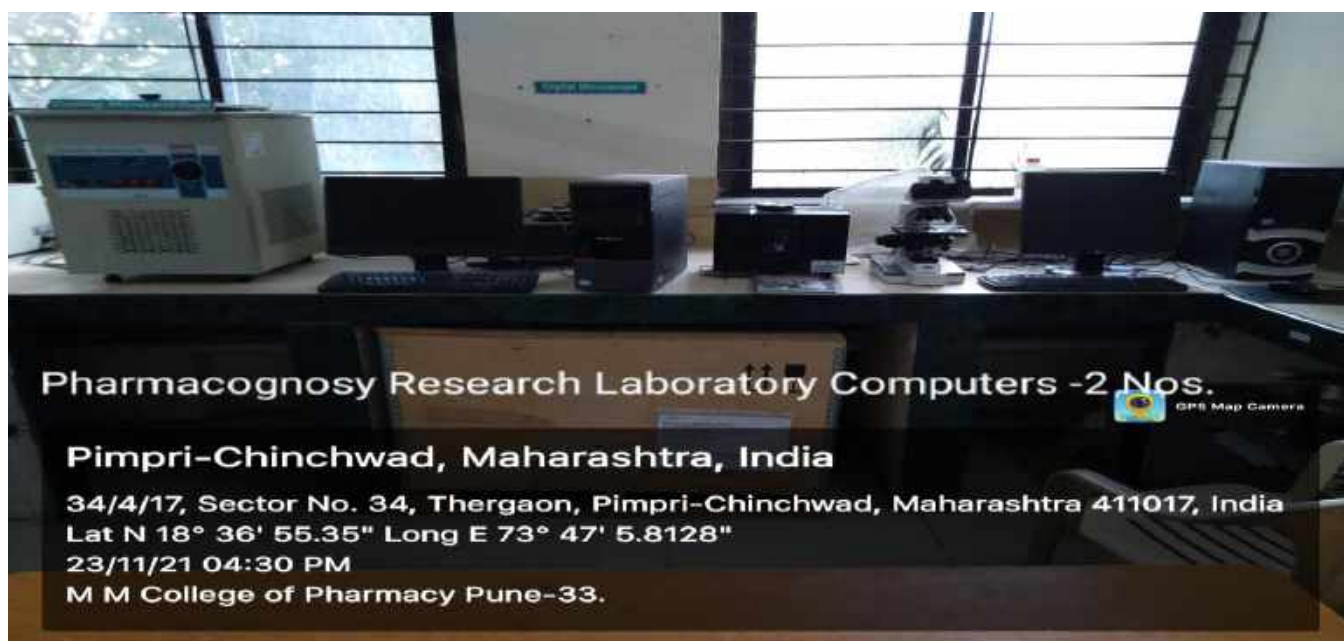 Digital Microscope
Pharmacognosy Research Laboratory Computers -2 Nos.
GPS Map Camera
Pimpri-Chinchwad, Maharashtra, India
34/4/17, Sector No. 34, Thergaon, Pimpri-Chinchwad, Maharashtra 411017, India
Lat N 18° 36' 55.35" Long E 73° 47' 5.8128"
23/11/21 04:30 PM
M M College of Pharmacy Pune-33.